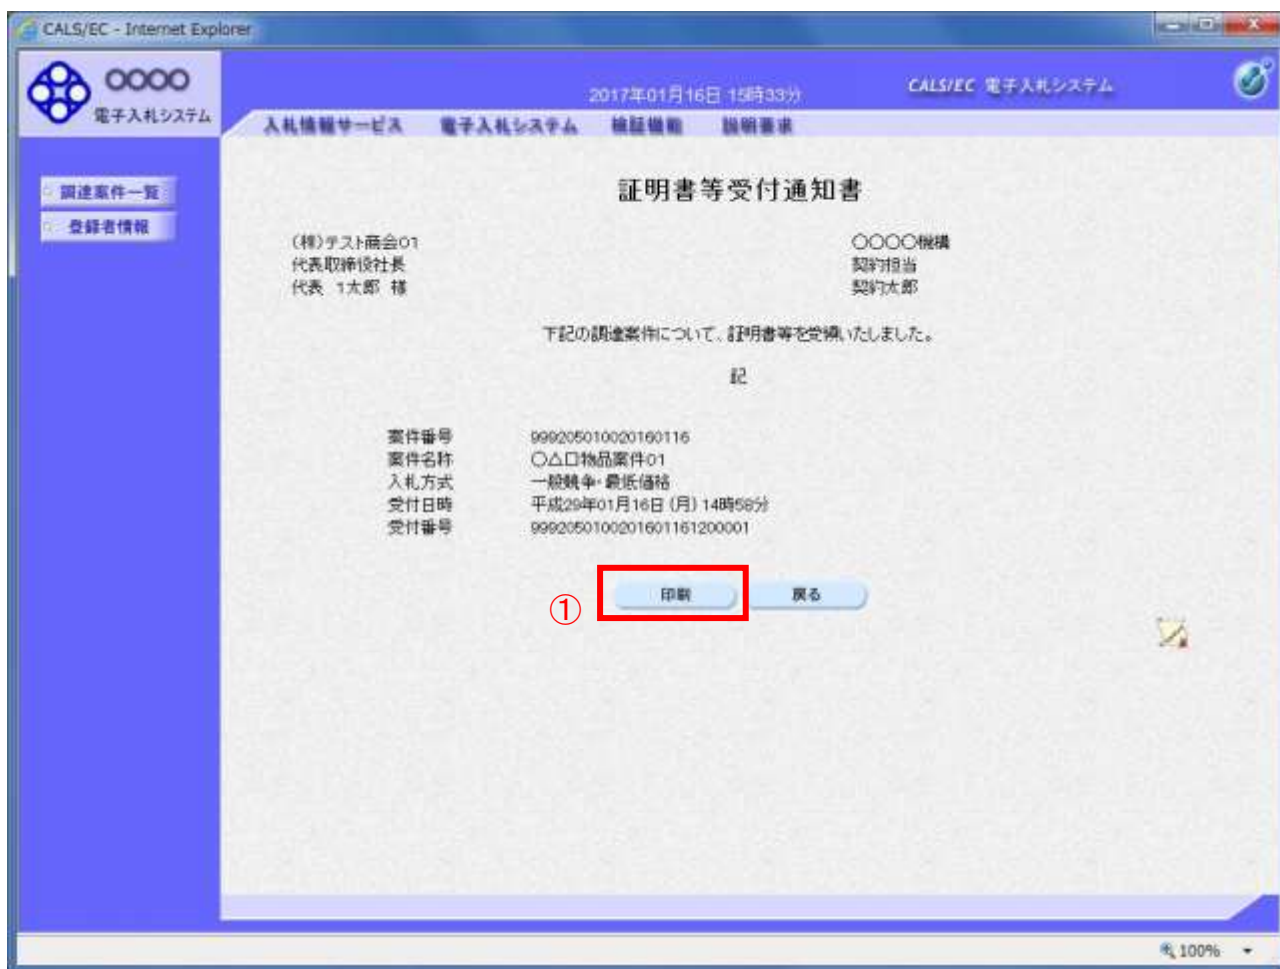 CALS/EC - Internet Explorer
〇〇〇〇
電子入札システム
2017年01月16日 15時33分
CALS/EC 電子入札システム
入札情報サービス 電子入札システム 検証機能 説明要求
調達案件一覧
登録者情報
証明書等受付通知書
(株)テスト商会01
代表取締役社長
代表 1太郎 様
〇〇〇〇機構
契約担当
契約太郎
下記の調達案件について、証明書等を受領いたしました。
記
案件番号 999205010020160116
案件名称 〇△口物品案件01
入札方式 一般競争・最低価格
受付日時 平成29年01月16日 (月) 14時58分
受付番号 9992050100201601161200001
① 印刷 戻る
100%